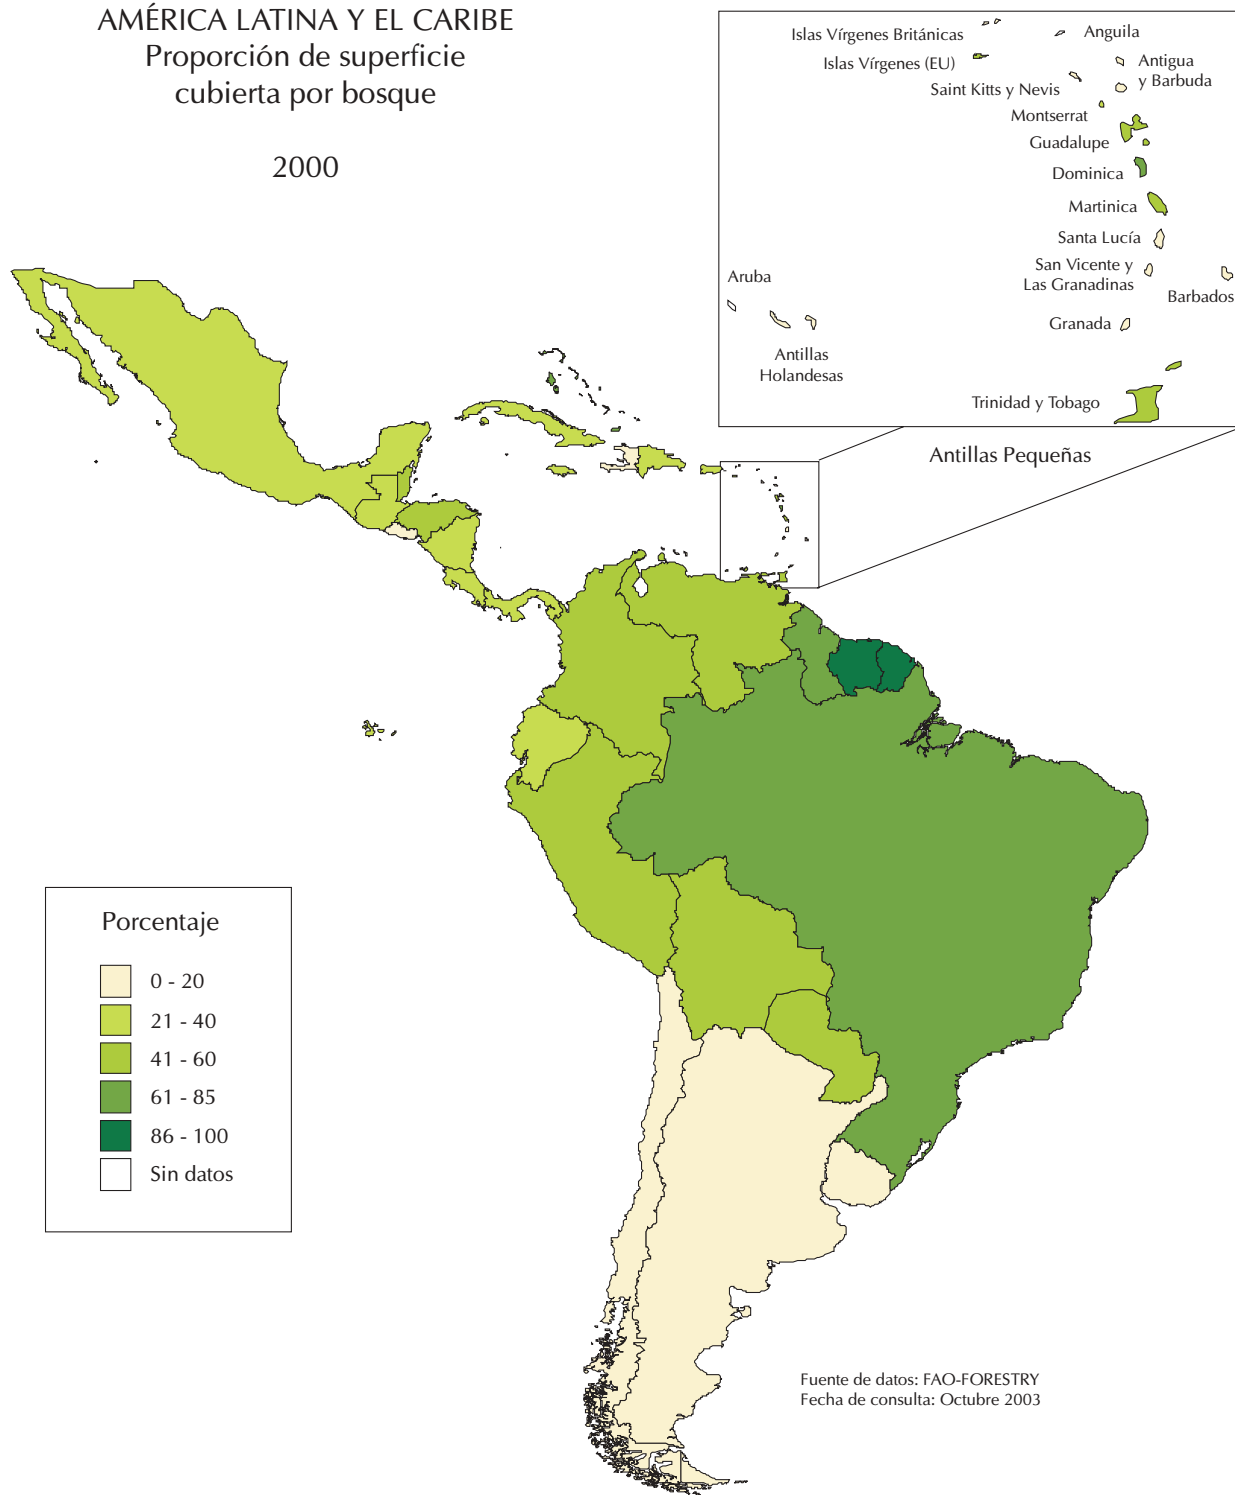 AMÉRICA LATINA Y EL CARIBE
Proporción de superficie
cubierta por bosque
2000
Islas Vírgenes Británicas
Anguila
Islas Vírgenes (EU)
Antigua
y Barbuda
Saint Kitts y Nevis
Montserrat
Guadalupe
Dominica
Martinica
Santa Lucía
San Vicente y
Las Granadinas
Barbados
Aruba
Granada
Antillas
Holandesas
Trinidad y Tobago
Antillas Pequeñas
Porcentaje
0 - 20
21 - 40
41 - 60
61 - 85
86 - 100
Sin datos
Fuente de datos: FAO-FORESTRY
Fecha de consulta: Octubre 2003